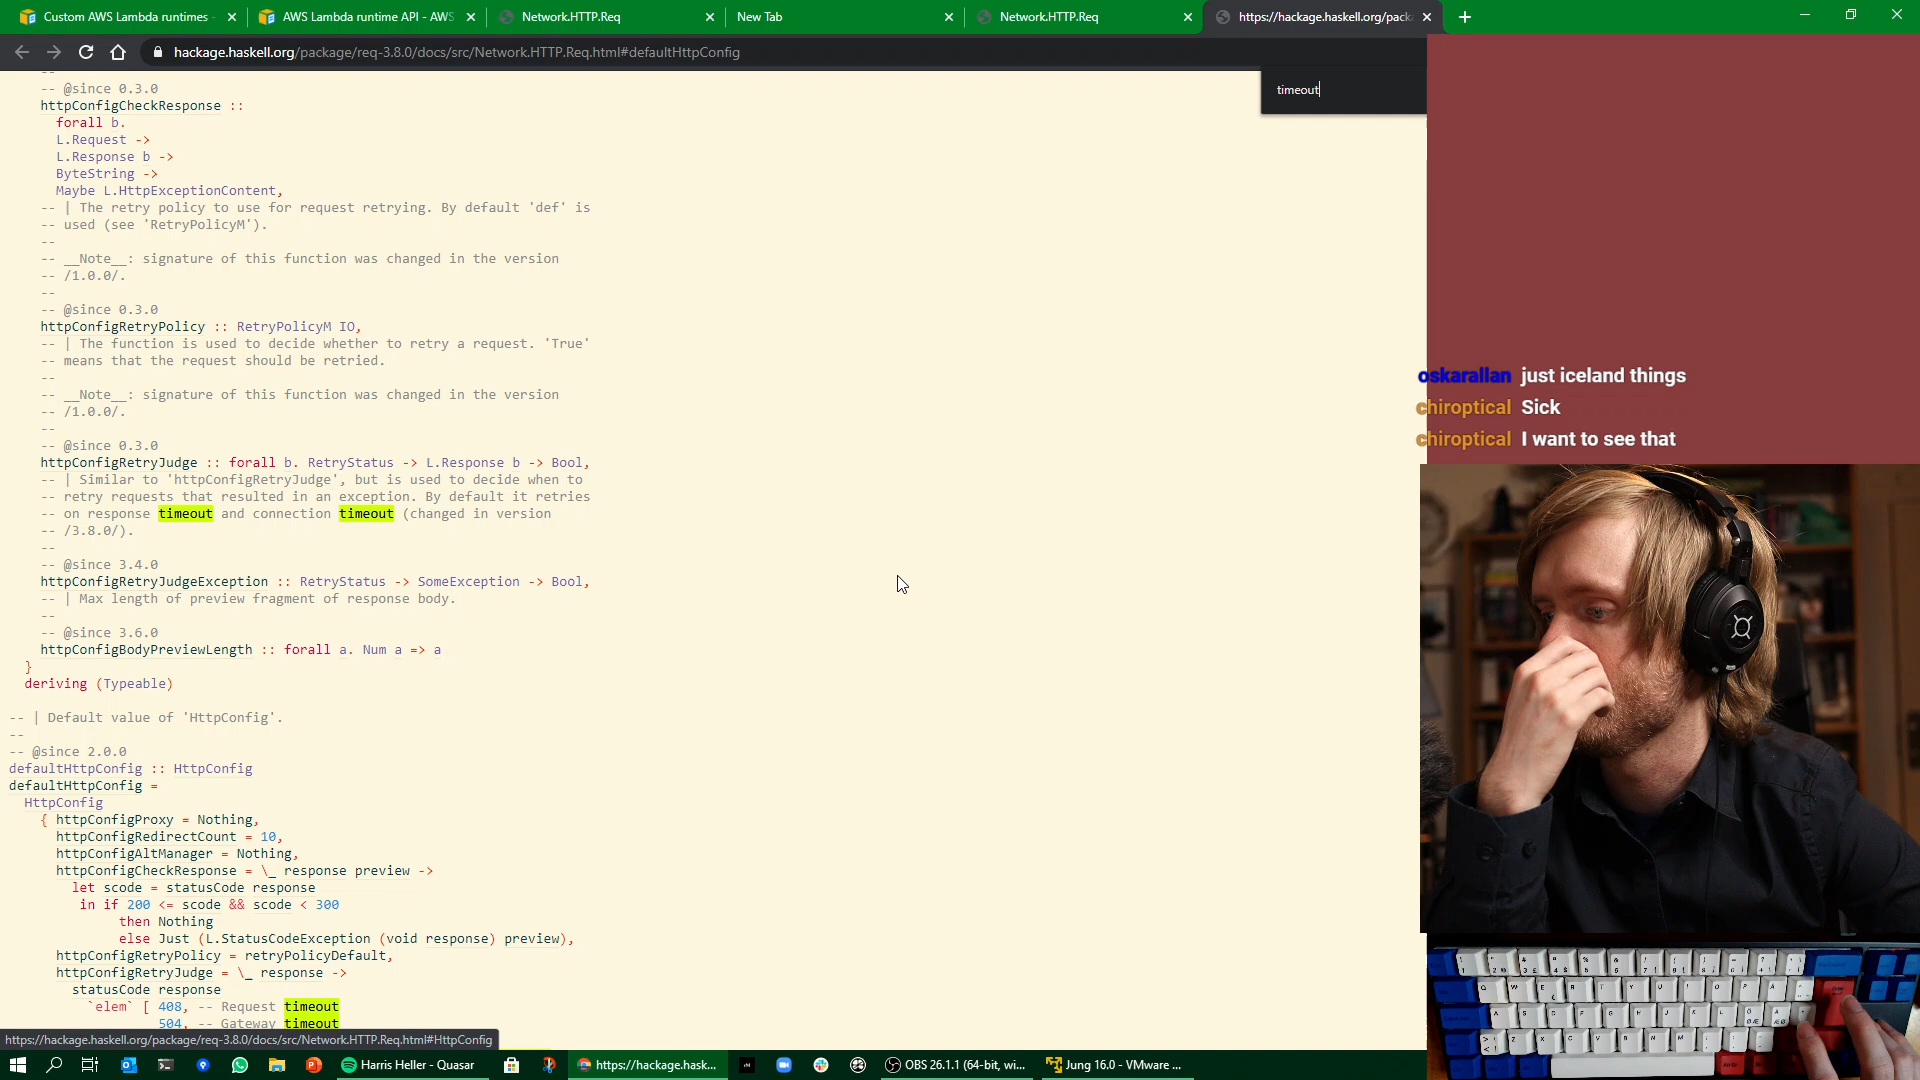 Custom AWS Lambda runtimes -
AWS Lambda runtime API - AWS
Network.HTTP.Req
New Tab
Network.HTTP.Req
https://hackage.haskell.org/pack
hackage.haskell.org/package/req-3.8.0/docs/src/Network.HTTP.Req.html#defaultHttpConfig
timeout
--
-- @since 0.3.0
httpConfigCheckResponse ::
forall b.
L.Request ->
L.Response b ->
ByteString ->
Maybe L.HttpExceptionContent,
-- | The retry policy to use for request retrying. By default 'def' is
-- used (see 'RetryPolicyM').
--
-- __Note__: signature of this function was changed in the version
-- /1.0.0/.
--
-- @since 0.3.0
httpConfigRetryPolicy :: RetryPolicyM IO,
-- | The function is used to decide whether to retry a request. 'True'
-- means that the request should be retried.
--
-- __Note__: signature of this function was changed in the version
-- /1.0.0/.
--
-- @since 0.3.0
httpConfigRetryJudge :: forall b. RetryStatus -> L.Response b -> Bool,
-- | Similar to 'httpConfigRetryJudge', but is used to decide when to
-- retry requests that resulted in an exception. By default it retries
-- on response timeout and connection timeout (changed in version
-- /3.8.0/).
--
-- @since 3.4.0
httpConfigRetryJudgeException :: RetryStatus -> SomeException -> Bool,
-- | Max length of preview fragment of response body.
--
-- @since 3.6.0
httpConfigBodyPreviewLength :: forall a. Num a => a
}
deriving (Typeable)
-- | Default value of 'HttpConfig'.
--
-- @since 2.0.0
defaultHttpConfig :: HttpConfig
defaultHttpConfig =
HttpConfig
{ httpConfigProxy = Nothing,
httpConfigRedirectCount = 10,
httpConfigAltManager = Nothing,
httpConfigCheckResponse = \_ response preview ->
let scode = statusCode response
in if 200 <= scode && scode < 300
then Nothing
else Just (L.StatusCodeException (void response) preview),
httpConfigRetryPolicy = retryPolicyDefault,
httpConfigRetryJudge = \_ response ->
statusCode response
`elem` [ 408, -- Request timeout
504, -- Gateway timeout
https://hackage.haskell.org/package/req-3.8.0/docs/src/Network.HTTP.Req.html#HttpConfig
oskarallan just iceland things
chiroptical Sick
chiroptical I want to see that
Harris Heller - Quasar
https://hackage.hask...
OBS 26.1.1 (64-bit, wi...
Jung 16.0 - VMware ...